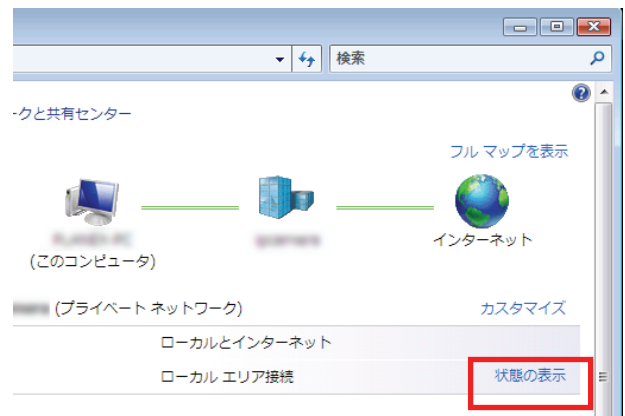 検索
ークと共有センター
フル マップを表示
インターネット
(このコンピュータ)
(プライベート ネットワーク) カスタマイズ
ローカルとインターネット
ローカル エリア接続 状態の表示